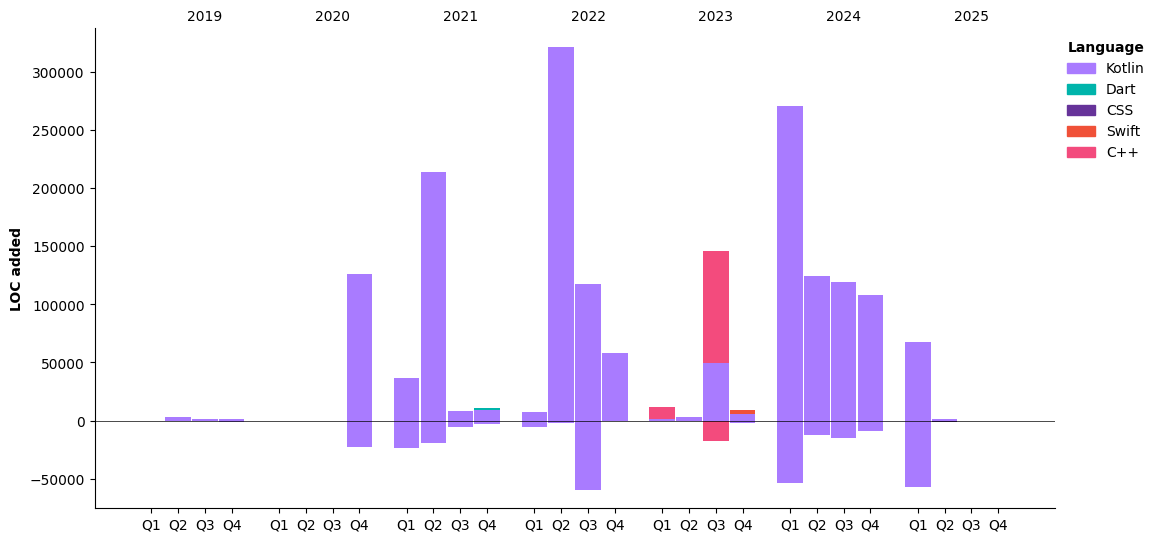 2019 2020 2021 2022 2023 2024 2025
Language
Kotlin
Dart
CSS
Swift
C++
LOC added
300000
250000
200000
150000
100000
50000
0
−50000
Q1 Q2 Q3 Q4 Q1 Q2 Q3 Q4 Q1 Q2 Q3 Q4 Q1 Q2 Q3 Q4 Q1 Q2 Q3 Q4 Q1 Q2 Q3 Q4 Q1 Q2 Q3 Q4